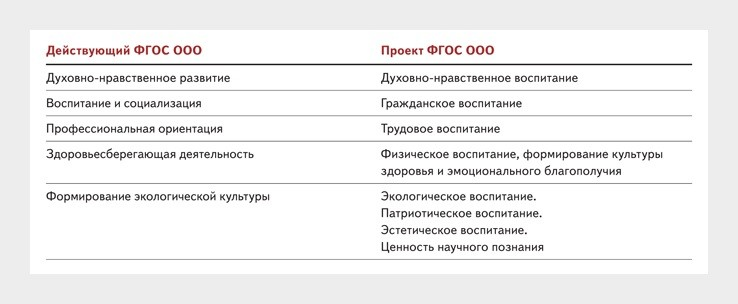 Действующий ФГОС ООО
Проект ФГОС ООО
Духовно-нравственное развитие
Духовно-нравственное воспитание
Воспитание и социализация
Гражданское воспитание
Профессиональная ориентация
Трудовое воспитание
Здоровьесберегающая деятельность
Физическое воспитание, формирование культуры
здоровья и эмоционального благополучия
Формирование экологической культуры
Экологическое воспитание.
Патриотическое воспитание.
Эстетическое воспитание.
Ценность научного познания